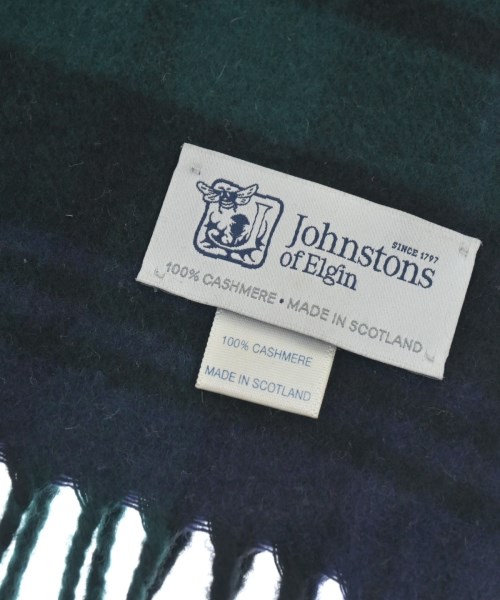 SINCE 1797
Johnstons
of Elgin
100% CASHMERE • MADE IN SCOTLAND
100% CASHMERE
MADE IN SCOTLAND